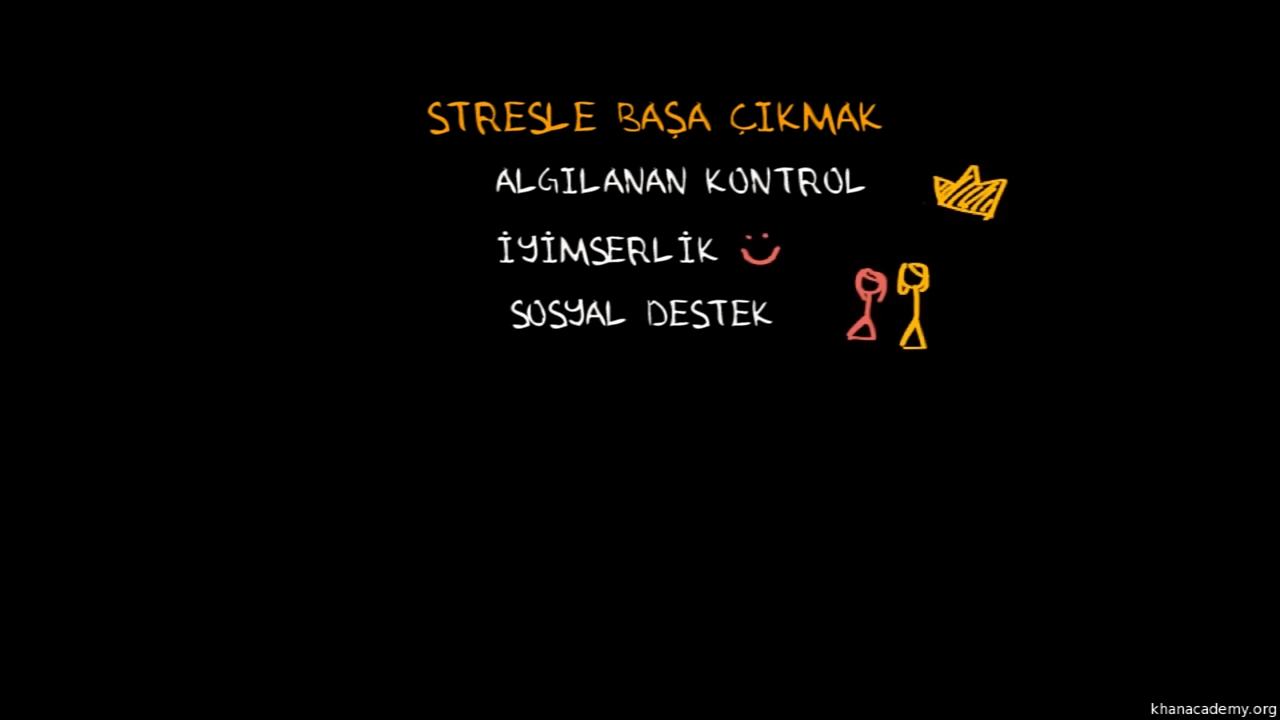 STRESLE BAŞA ÇIKMAK
ALGILANAN KONTROL
İYİMSERLİK
SOSYAL DESTEK
khanacademy.org